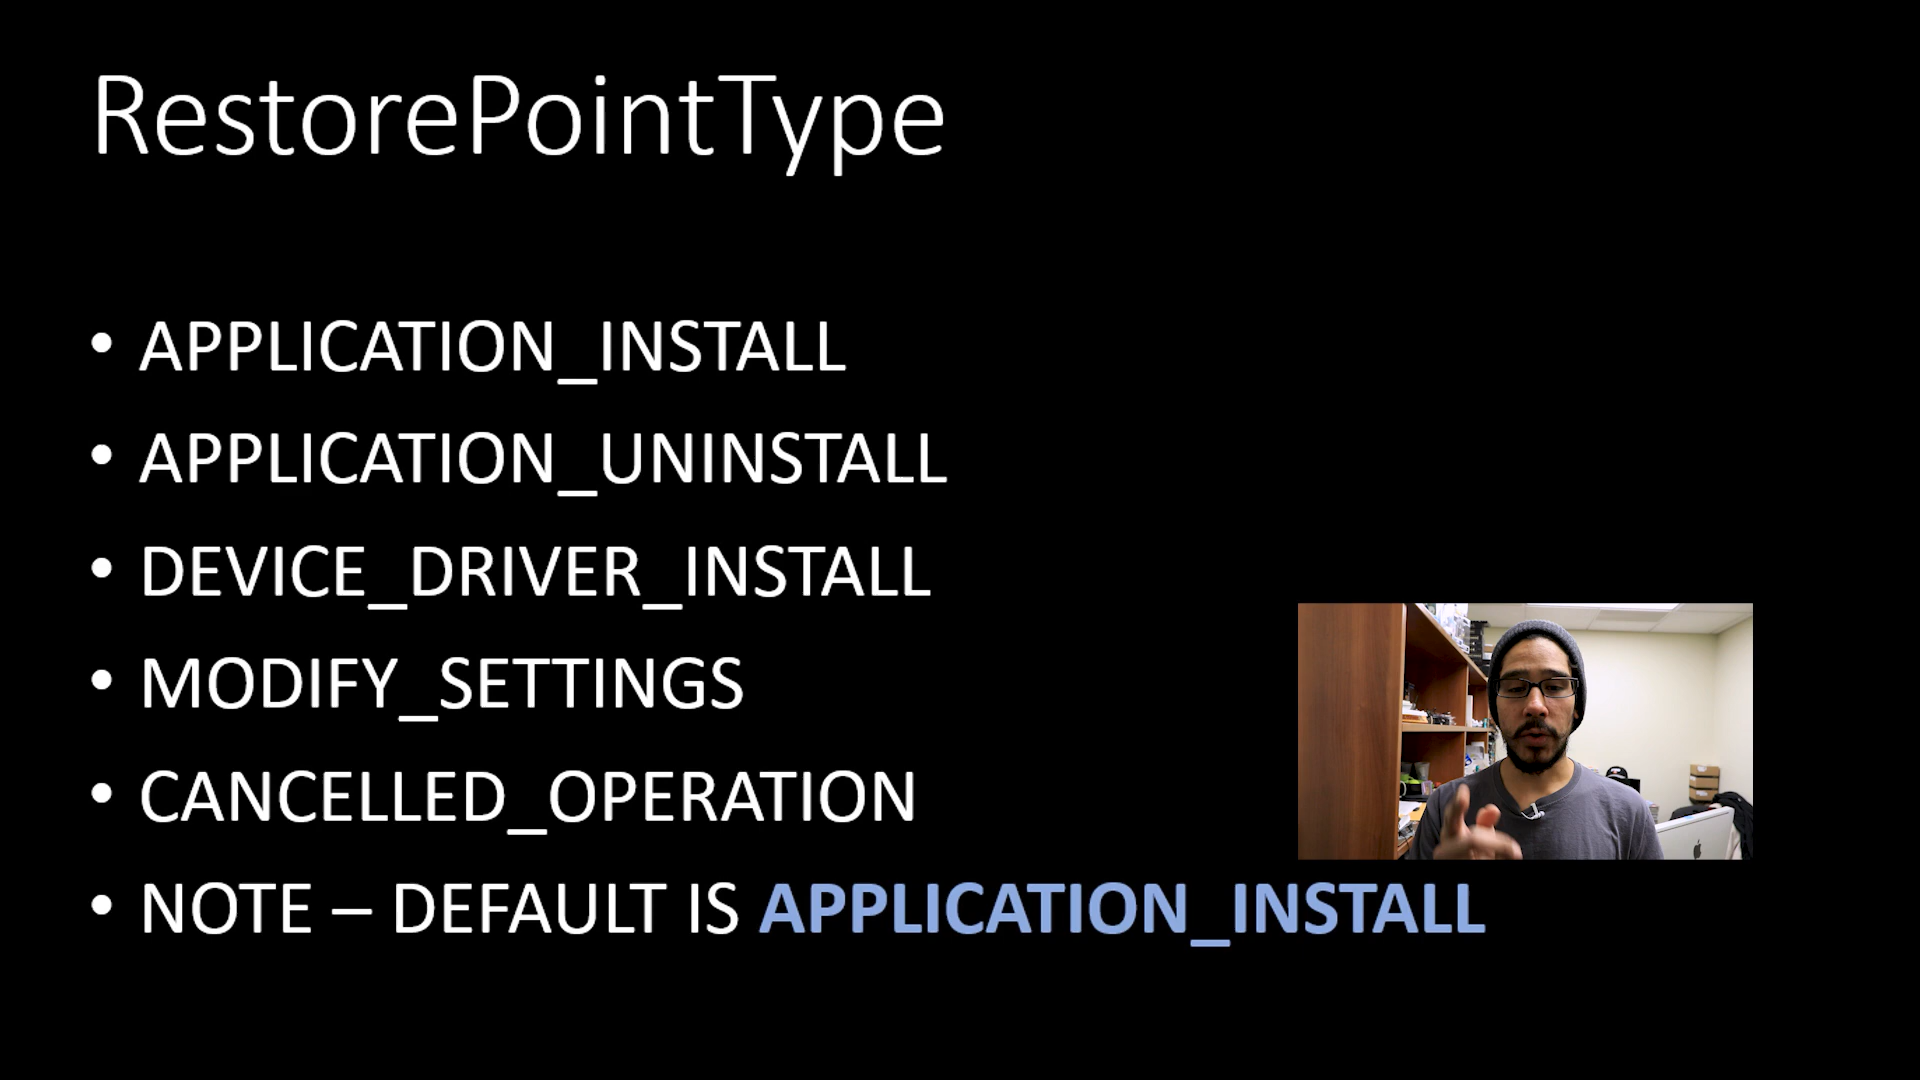 RestorePointType
• APPLICATION_INSTALL
• APPLICATION_UNINSTALL
• DEVICE_DRIVER_INSTALL
• MODIFY_SETTINGS
• CANCELLED_OPERATION
• NOTE – DEFAULT IS APPLICATION_INSTALL